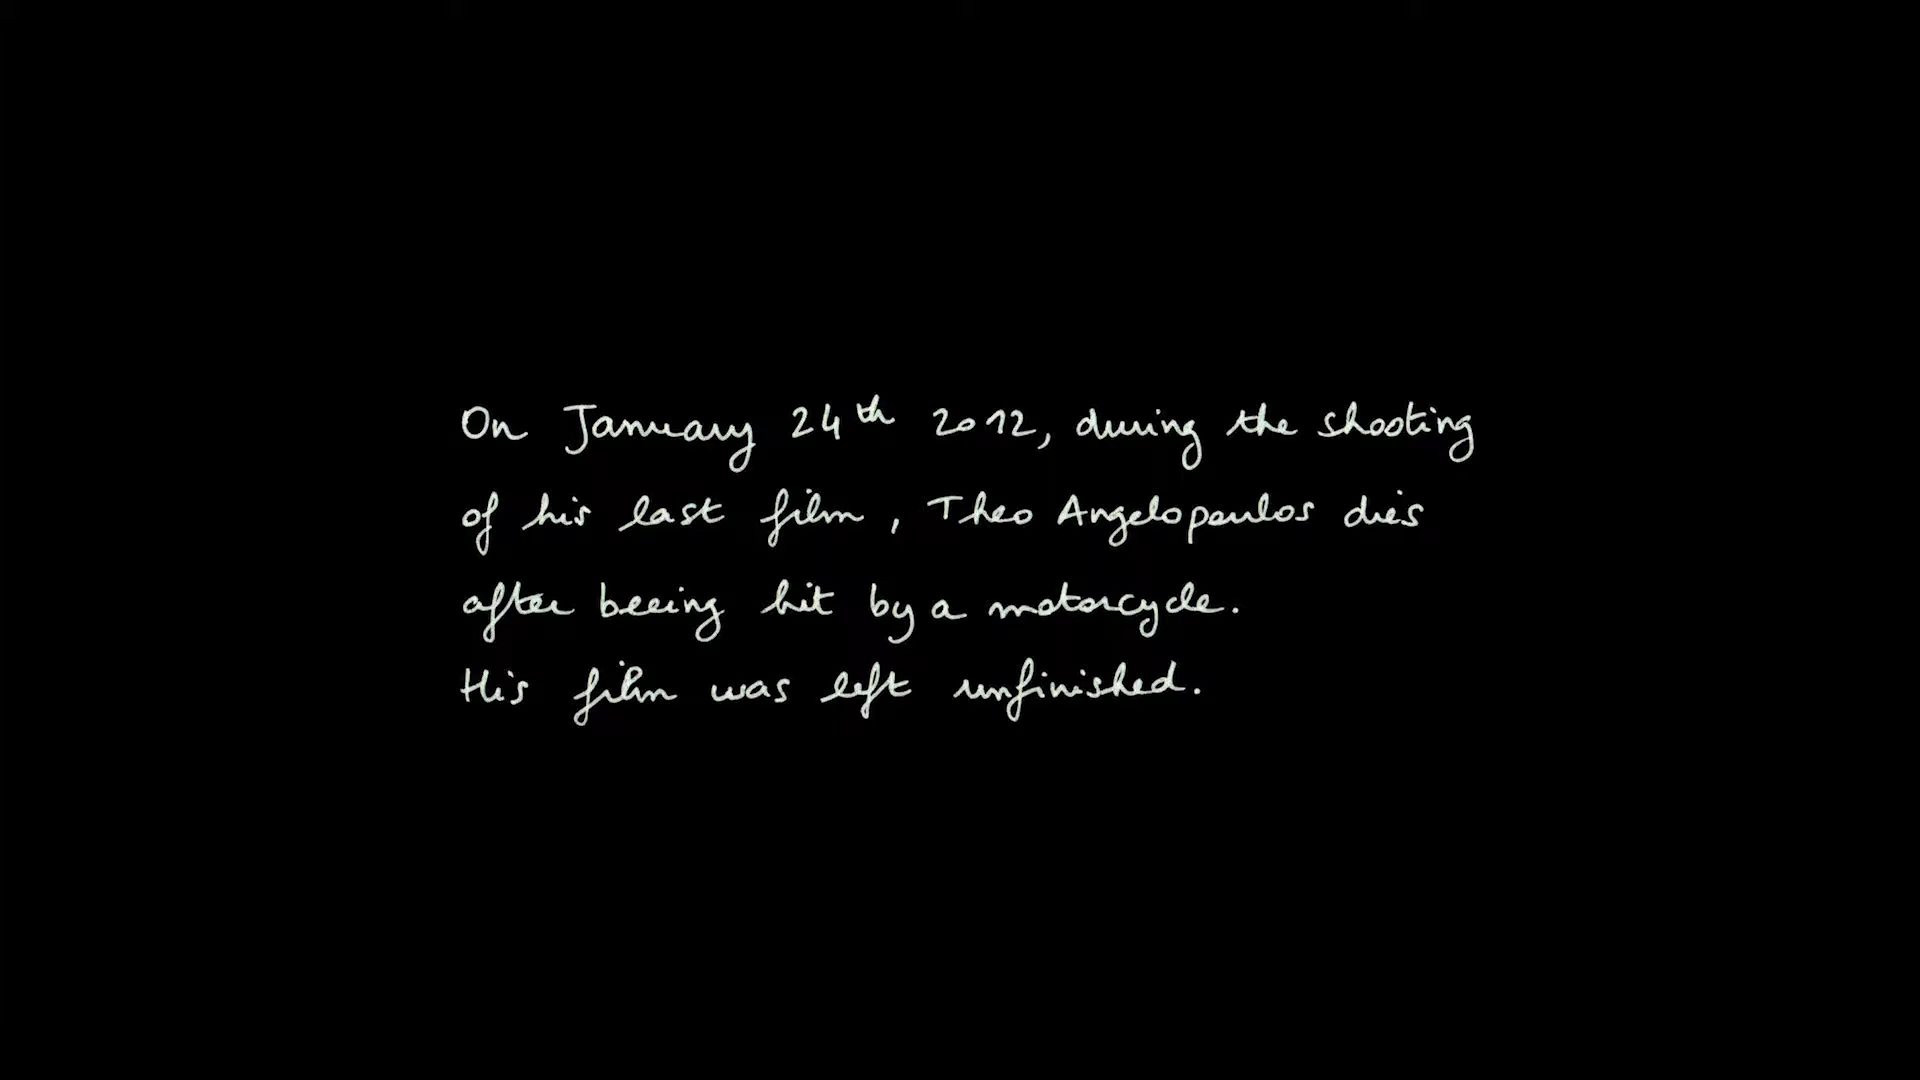 On January 24th 2012, during the shooting
of his last film, Theo Angelopoulos dies
after beeing hit by a motorcycle.
His film was left unfinished.